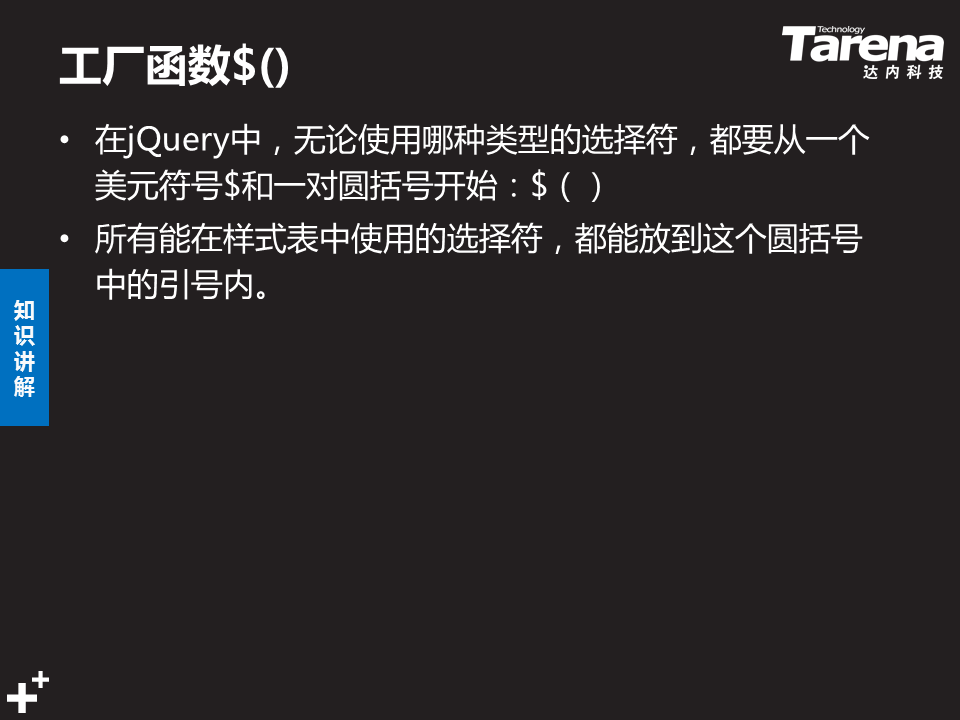 工厂函数$()
Technology
Tarena
达内科技
• 在jQuery中，无论使用哪种类型的选择符，都要从一个
美元符号$和一对圆括号开始：$（ ）
• 所有能在样式表中使用的选择符，都能放到这个圆括号
中的引号内。
知
识
讲
解